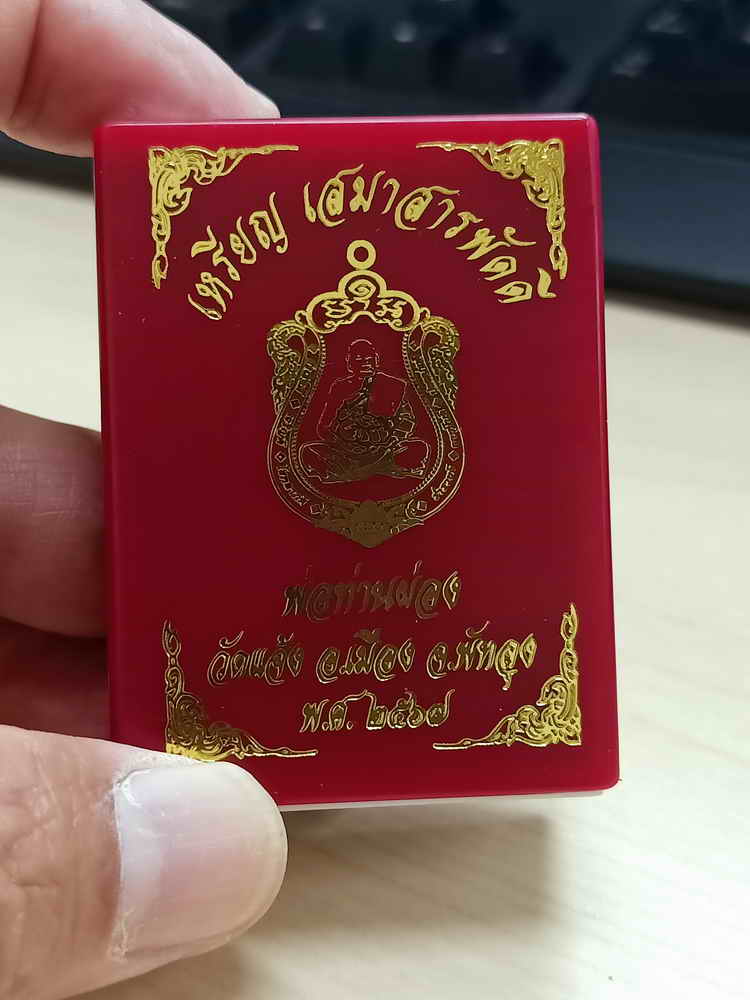 เหรียญ เสมาสารพัดดี
พ่อท่านผ่อง
วัดแจ้ง อ.เมือง จ.พัทลุง
พ.ศ. ๒๕๖๗